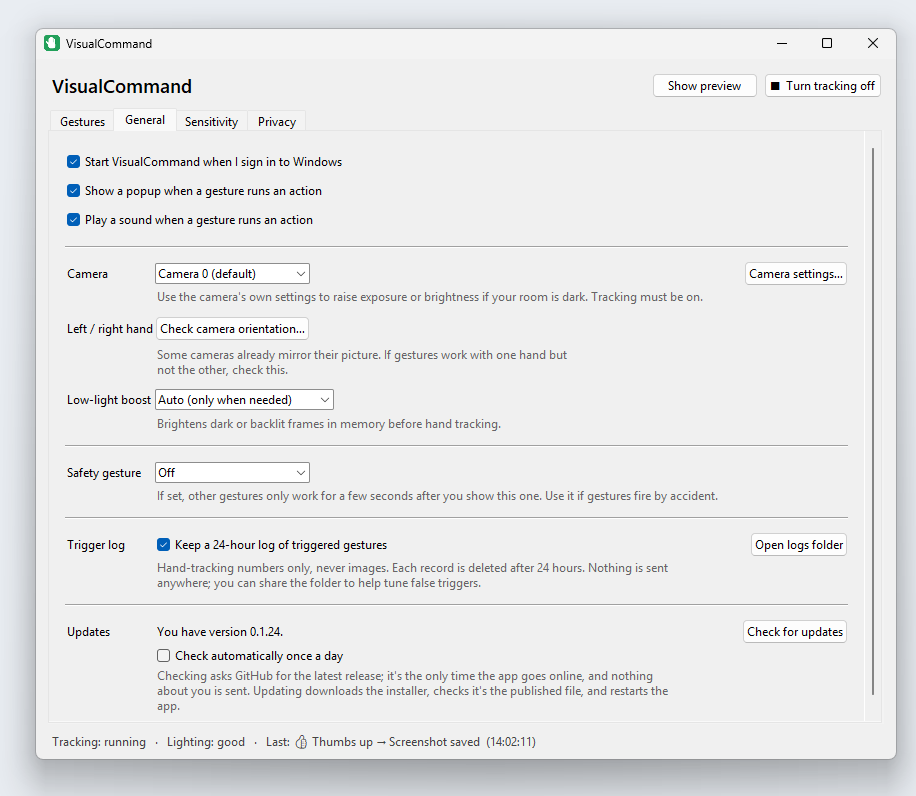 VisualCommand
VisualCommand
Show preview
Turn tracking off
Gestures
General
Sensitivity
Privacy
Start VisualCommand when I sign in to Windows
Show a popup when a gesture runs an action
Play a sound when a gesture runs an action
Camera
Camera 0 (default)
Camera settings...
Use the camera's own settings to raise exposure or brightness if your room is dark. Tracking must be on.
Left / right hand
Check camera orientation...
Some cameras already mirror their picture. If gestures work with one hand but
not the other, check this.
Low-light boost
Auto (only when needed)
Brightens dark or backlit frames in memory before hand tracking.
Safety gesture
Off
If set, other gestures only work for a few seconds after you show this one. Use it if gestures fire by accident.
Trigger log
Keep a 24-hour log of triggered gestures
Open logs folder
Hand-tracking numbers only, never images. Each record is deleted after 24 hours. Nothing is sent
anywhere; you can share the folder to help tune false triggers.
Updates
You have version 0.1.24.
Check for updates
Check automatically once a day
Checking asks GitHub for the latest release; it's the only time the app goes online, and nothing
about you is sent. Updating downloads the installer, checks it's the published file, and restarts the
app.
Tracking: running · Lighting: good · Last: 👍 Thumbs up → Screenshot saved (14:02:11)